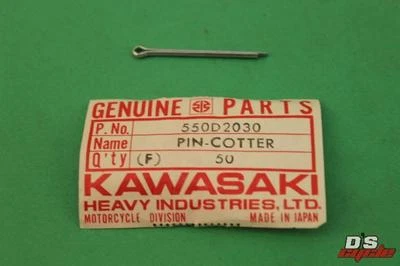 GENUINE PARTS
P. No. 550D2030
Name PIN-COTTER
Q'ty (F) 50
KAWASAKI
HEAVY INDUSTRIES, LTD.
MOTORCYCLE DIVISION MADE IN JAPAN
D'S
cycle